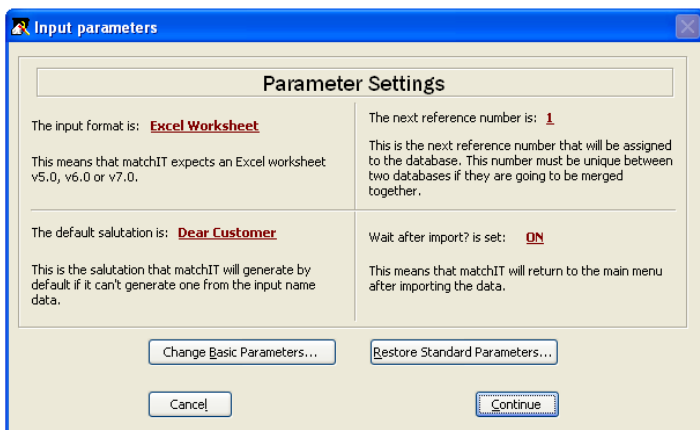 Input parameters
Parameter Settings
The input format is: Excel Worksheet
This means that matchIT expects an Excel worksheet
v5.0, v6.0 or v7.0.
The next reference number is: 1
This is the next reference number that will be assigned
to the database. This number must be unique between
two databases if they are going to be merged
together.
The default salutation is: Dear Customer
This is the salutation that matchIT will generate by
default if it can't generate one from the input name
data.
Wait after import? is set: ON
This means that matchIT will return to the main menu
after importing the data.
Change Basic Parameters...
Restore Standard Parameters...
Cancel
Continue